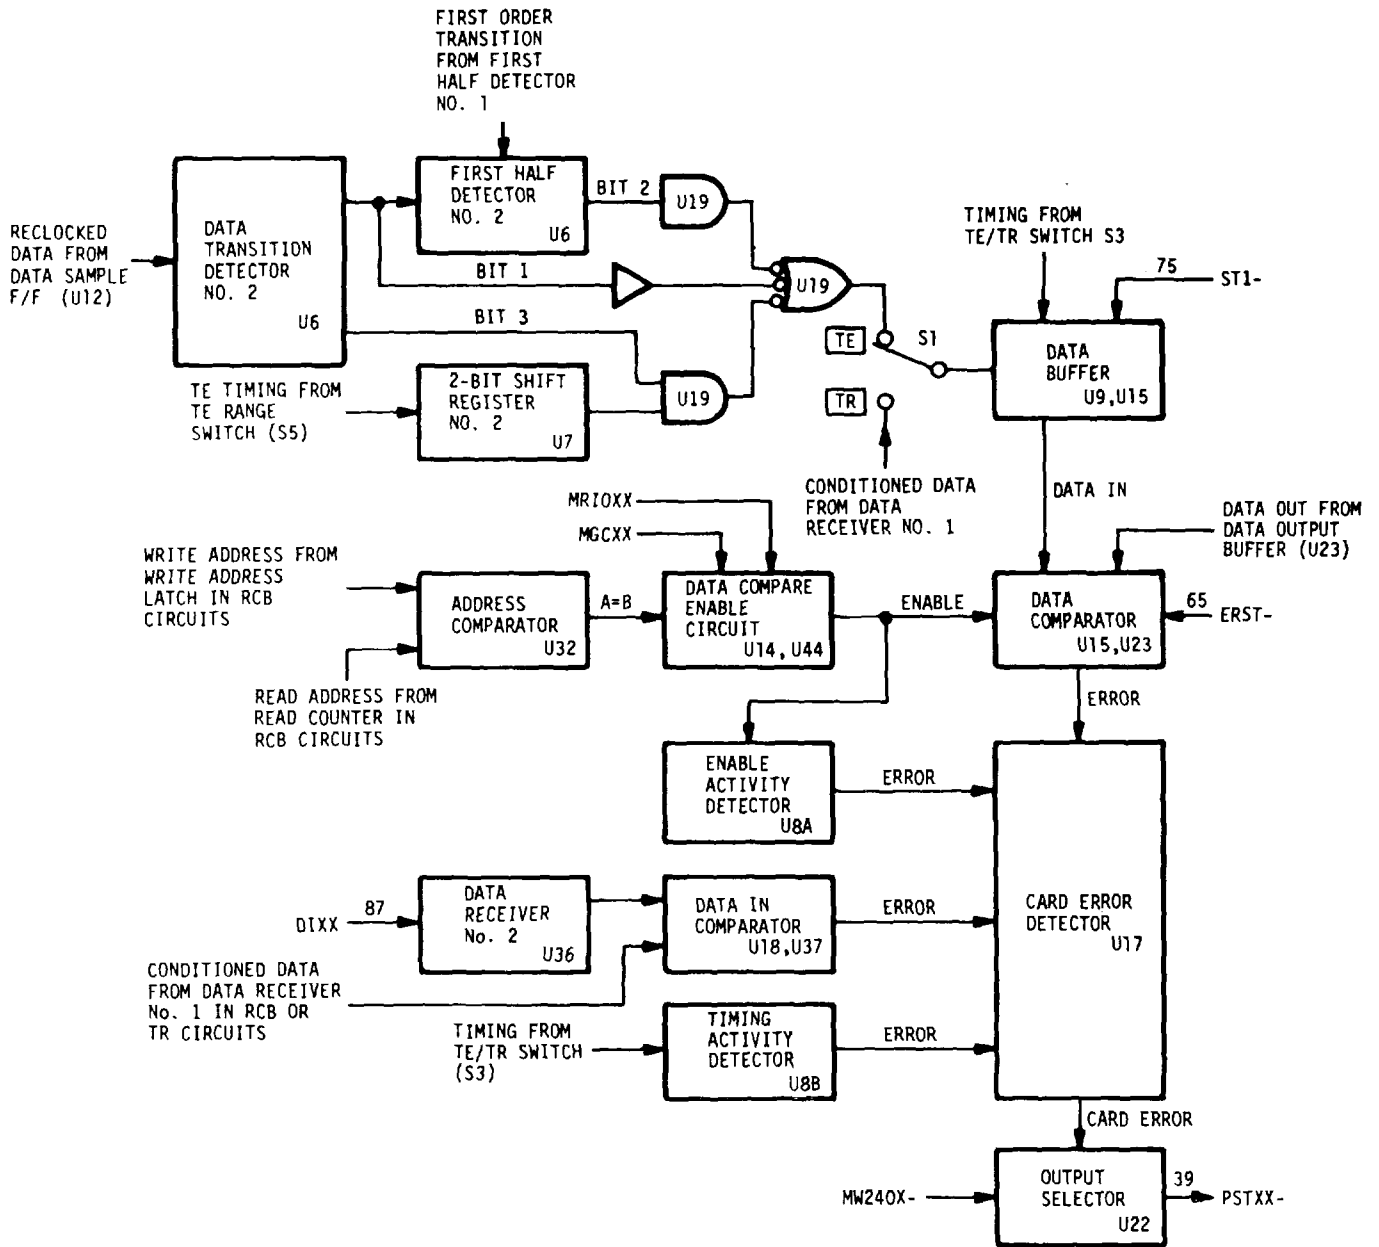 FIRST ORDER
TRANSITION
FROM FIRST
HALF DETECTOR
NO. 1
RECLOCKED
DATA FROM
DATA SAMPLE
F/F (U12)
DATA
TRANSITION
DETECTOR
NO. 2
U6
FIRST HALF
DETECTOR
NO. 2
U6
BIT 2
U19
BIT 1
U19
BIT 3
TE TIMING FROM
TE RANGE
SWITCH (S5)
2-BIT SHIFT
REGISTER
NO. 2
U7
U19
TE
S1
TR
CONDITIONED DATA
FROM DATA
RECEIVER NO. 1
TIMING FROM
TE/TR SWITCH S3
75
ST1-
DATA
BUFFER
U9,U15
DATA IN
DATA OUT FROM
DATA OUTPUT
BUFFER (U23)
MRIOXX
MGCXX
WRITE ADDRESS FROM
WRITE ADDRESS
LATCH IN RCB
CIRCUITS
ADDRESS
COMPARATOR
U32
A=B
DATA COMPARE
ENABLE
CIRCUIT
U14, U44
ENABLE
DATA
COMPARATOR
U15,U23
65
ERST-
READ ADDRESS FROM
READ COUNTER IN
RCB CIRCUITS
ERROR
ENABLE
ACTIVITY
DETECTOR
U8A
ERROR
CARD ERROR
DETECTOR
U17
DIXX
87
DATA
RECEIVER
No. 2
U36
DATA IN
COMPARATOR
U18,U37
ERROR
CONDITIONED DATA
FROM DATA RECEIVER
No. 1 IN RCB OR
TR CIRCUITS
TIMING FROM
TE/TR SWITCH
(S3)
TIMING
ACTIVITY
DETECTOR
U8B
ERROR
CARD ERROR
MW240X-
OUTPUT
SELECTOR
U22
39
PSTXX-